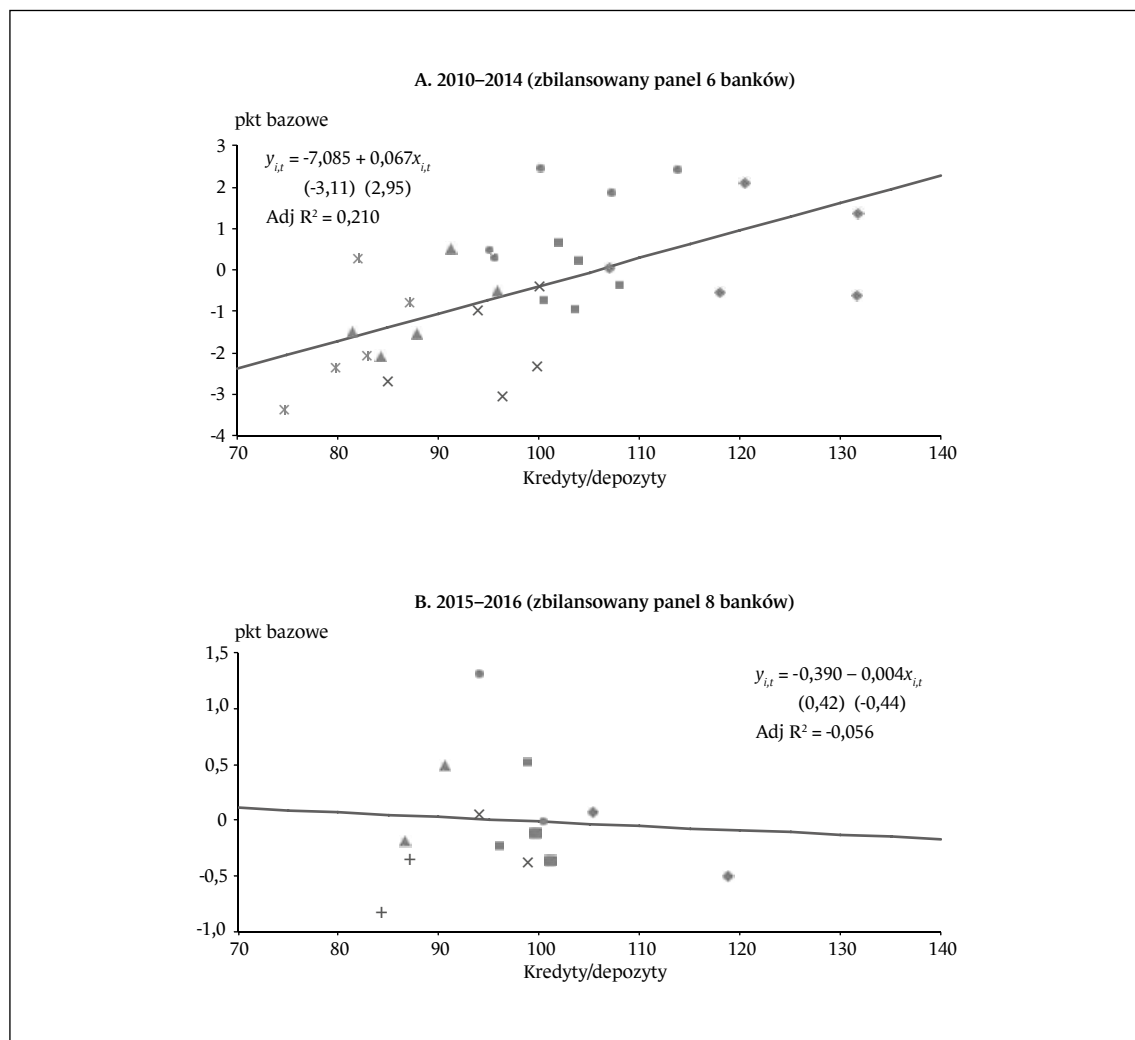 A. 2010–2014 (zbilansowany panel 6 banków)
pkt bazowe
3
2
1
0
-1
-2
-3
-4
y i,t = -7,085 + 0,067x i,t
(-3,11) (2,95)
Adj R² = 0,210
70 80 90 100 110 120 130 140
Kredyty/depozyty
B. 2015–2016 (zbilansowany panel 8 banków)
pkt bazowe
1,5
1,0
0,5
0
-0,5
-1,0
y i,t = -0,390 – 0,004x i,t
(0,42) (-0,44)
Adj R² = -0,056
70 80 90 100 110 120 130 140
Kredyty/depozyty